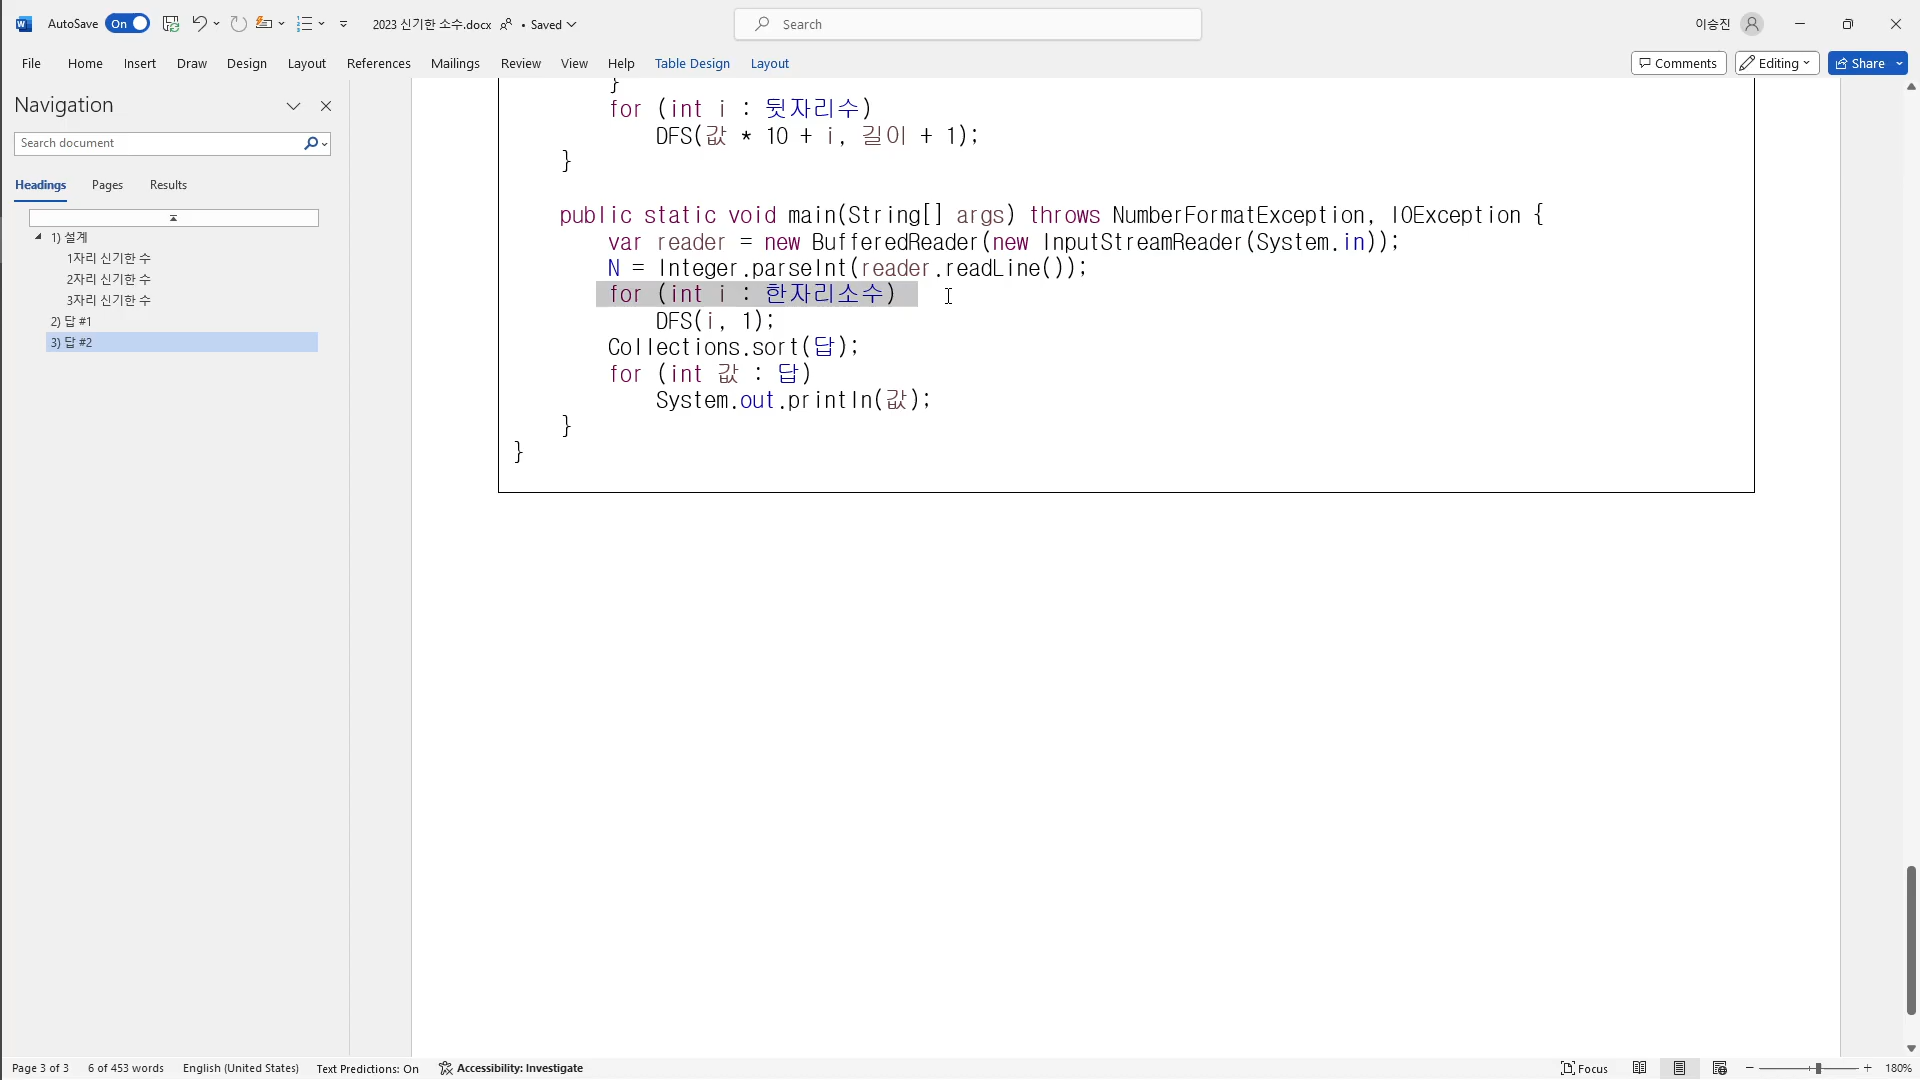 AutoSave On 2023 신기한 소수.docx • Saved Search 이승진
File Home Insert Draw Design Layout References Mailings Review View Help Table Design Layout Comments Editing Share
Navigation
Search document
Headings Pages Results
1) 설계
1자리 신기한 수
2자리 신기한 수
3자리 신기한 수
2) 답 #1
3) 답 #2
}
for (int i : 뒷자리수)
DFS(값 * 10 + i, 길이 + 1);
}
public static void main(String[] args) throws NumberFormatException, IOException {
var reader = new BufferedReader(new InputStreamReader(System.in));
N = Integer.parseInt(reader.readLine());
for (int i : 한자리소수)
DFS(i, 1);
Collections.sort(답);
for (int 값 : 답)
System.out.println(값);
}
}
Page 3 of 3 6 of 453 words English (United States) Text Predictions: On Accessibility: Investigate Focus 180%